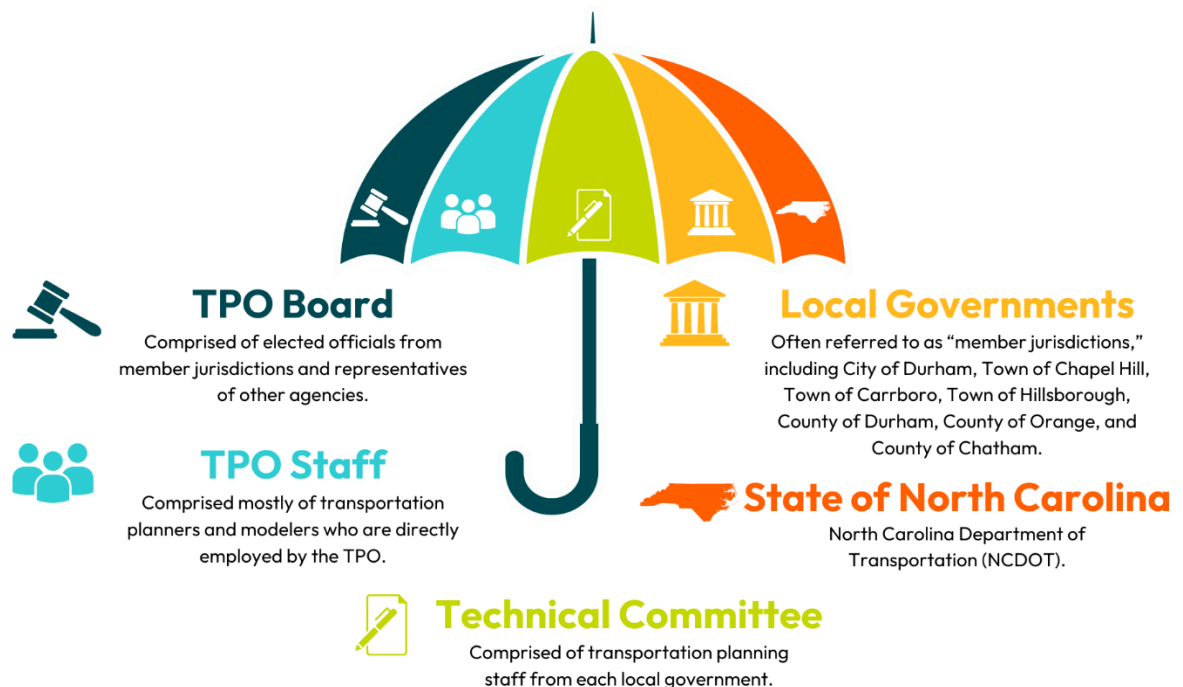 TPO Board
Comprised of elected officials from
member jurisdictions and representatives
of other agencies.
TPO Staff
Comprised mostly of transportation
planners and modelers who are directly
employed by the TPO.
Local Governments
Often referred to as “member jurisdictions,”
including City of Durham, Town of Chapel Hill,
Town of Carrboro, Town of Hillsborough,
County of Durham, County of Orange, and
County of Chatham.
State of North Carolina
North Carolina Department of
Transportation (NCDOT).
Technical Committee
Comprised of transportation planning
staff from each local government.